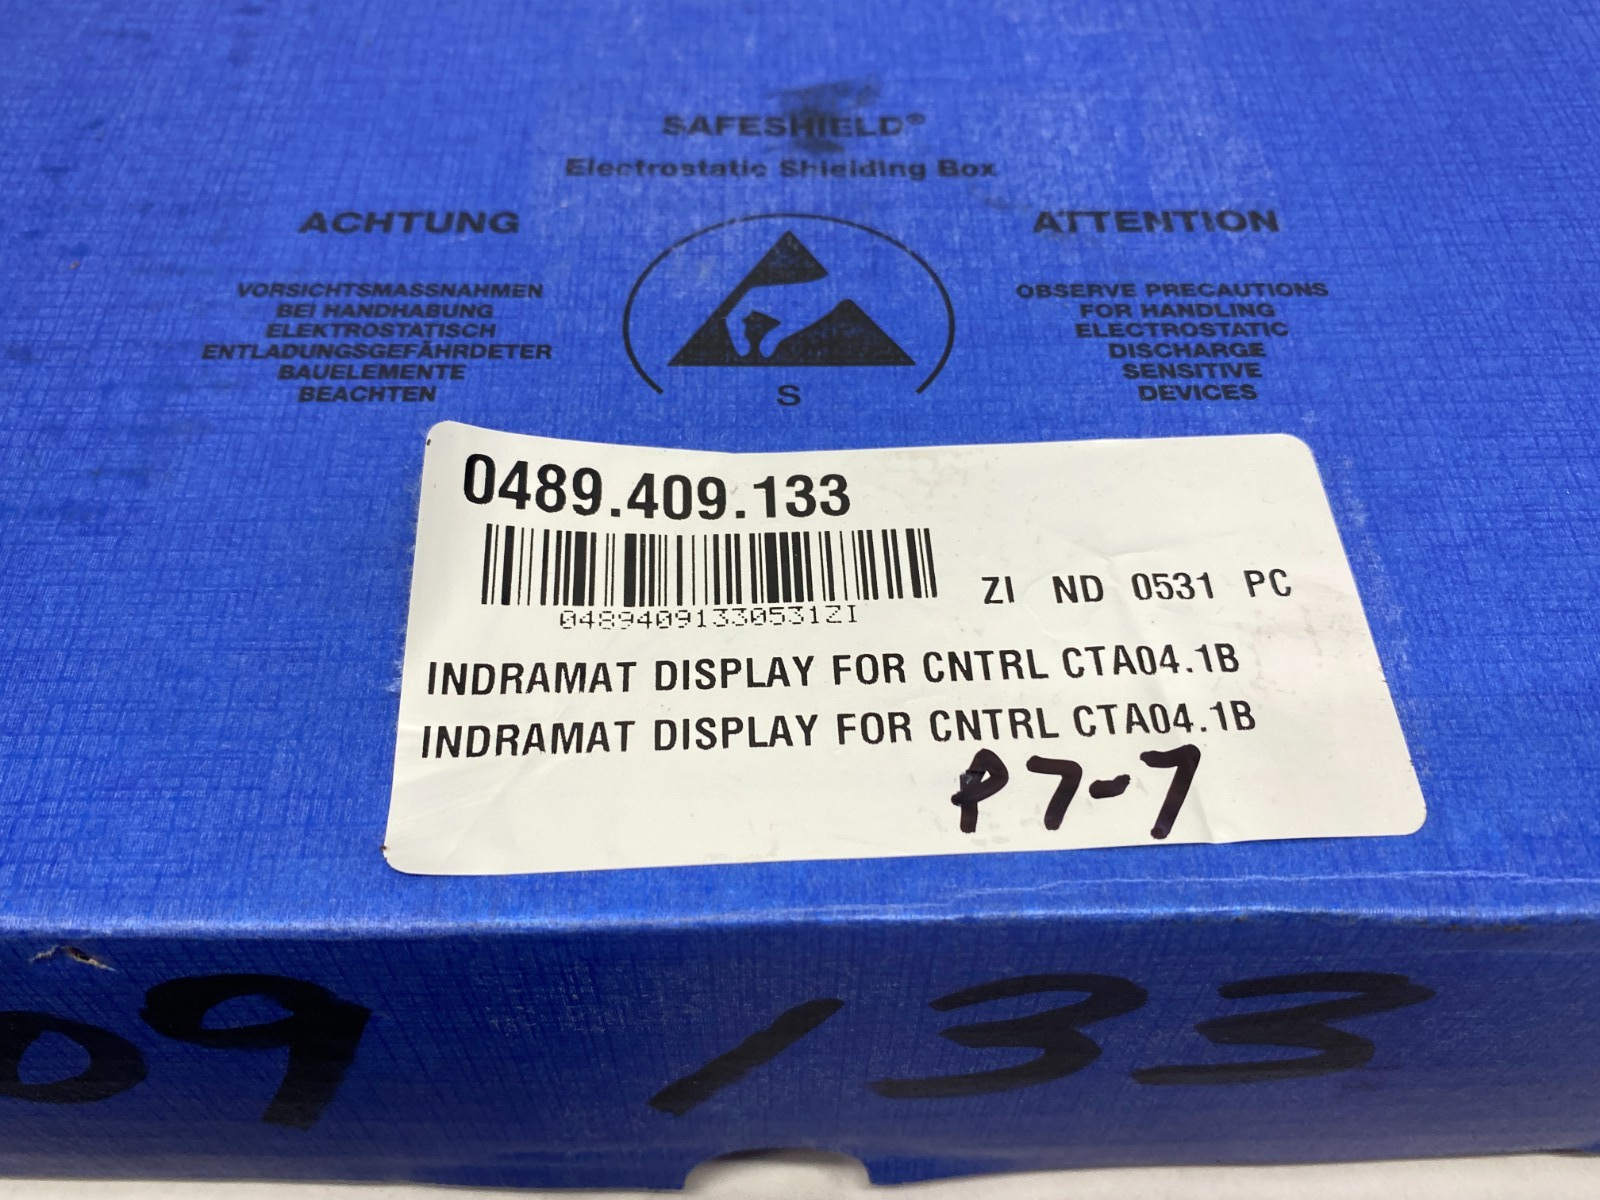 SAFESHIELD®
Electrostatic Shielding Box
ACHTUNG
VORSICHTSMASSNAHMEN
BEI HANDHABUNG
ELEKTROSTATISCH
ENTLADUNGSGEFÄHRDETER
BAUELEMENTE
BEACHTEN
S
ATTENTION
OBSERVE PRECAUTIONS
FOR HANDLING
ELECTROSTATIC
DISCHARGE
SENSITIVE
DEVICES
0489.409.133
04894091330531ZI
ZI ND 0531 PC
INDRAMAT DISPLAY FOR CNTRL CTA04.1B
INDRAMAT DISPLAY FOR CNTRL CTA04.1B
P7-7
09 133